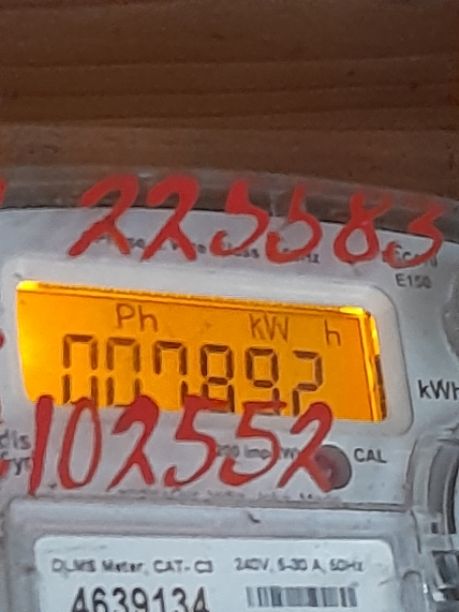 225583
E150
Ph kW h
007892
kWh
102552
CAL
DLMS Meter, CAT- C3 240V, 5-30 A, 50Hz
4639134